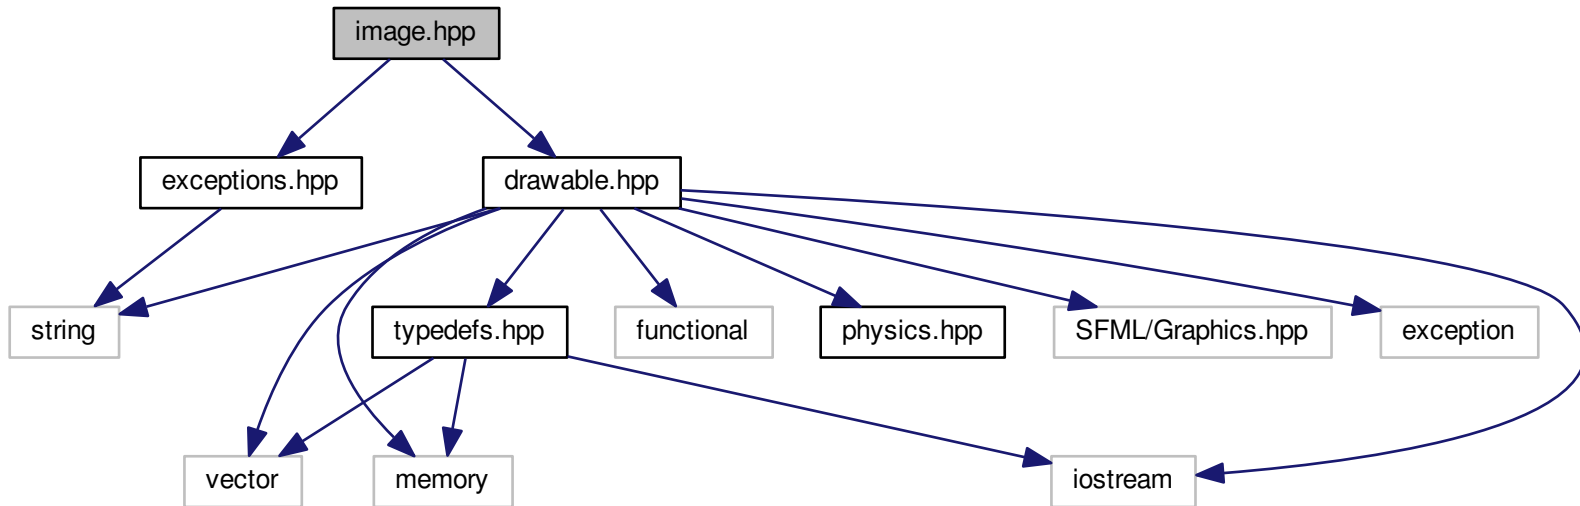 image.hpp
exceptions.hpp
drawable.hpp
string
typedefs.hpp
functional
physics.hpp
SFML/Graphics.hpp
exception
vector
memory
iostream